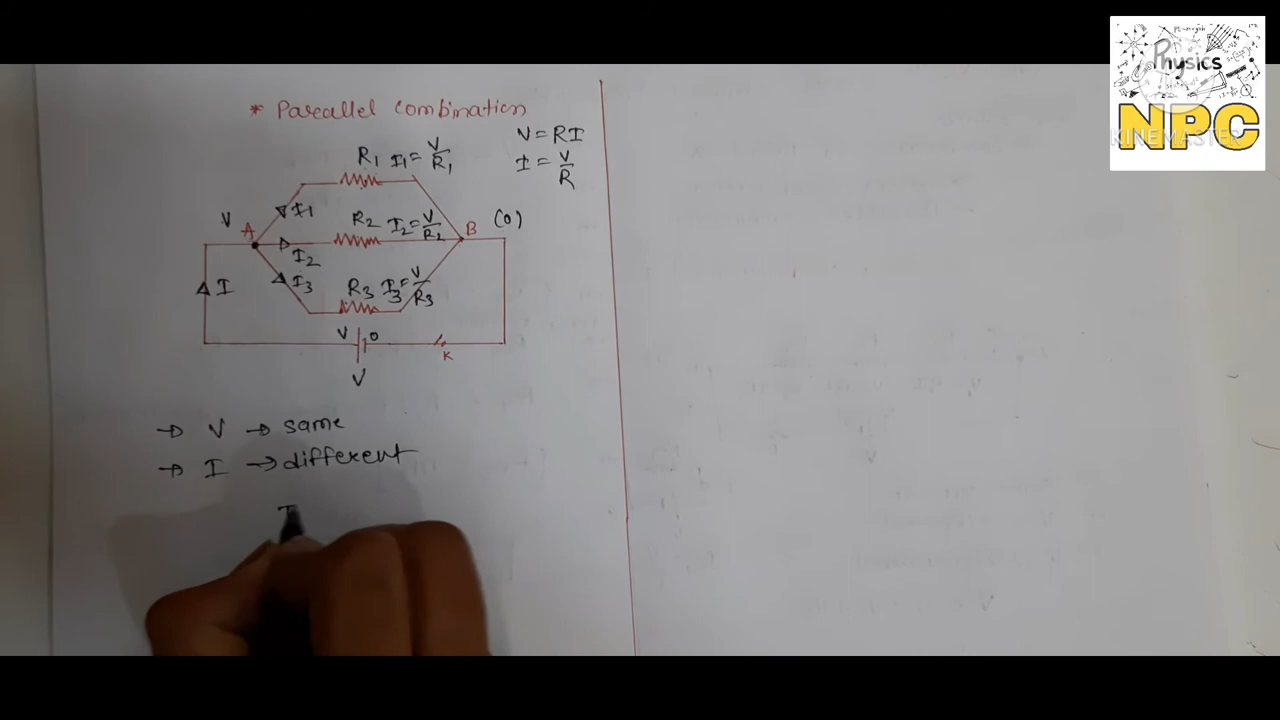 Physics
NPC
KINEMASTER
* Parallel combination
V = RI
I = V/R
R1 I1 = V/R1
I1
R2 I2 = V/R2
V
A
B (0)
I2
I3
I
R3 I3 = V/R3
V 0
K
V
→ V → same
→ I → different
I